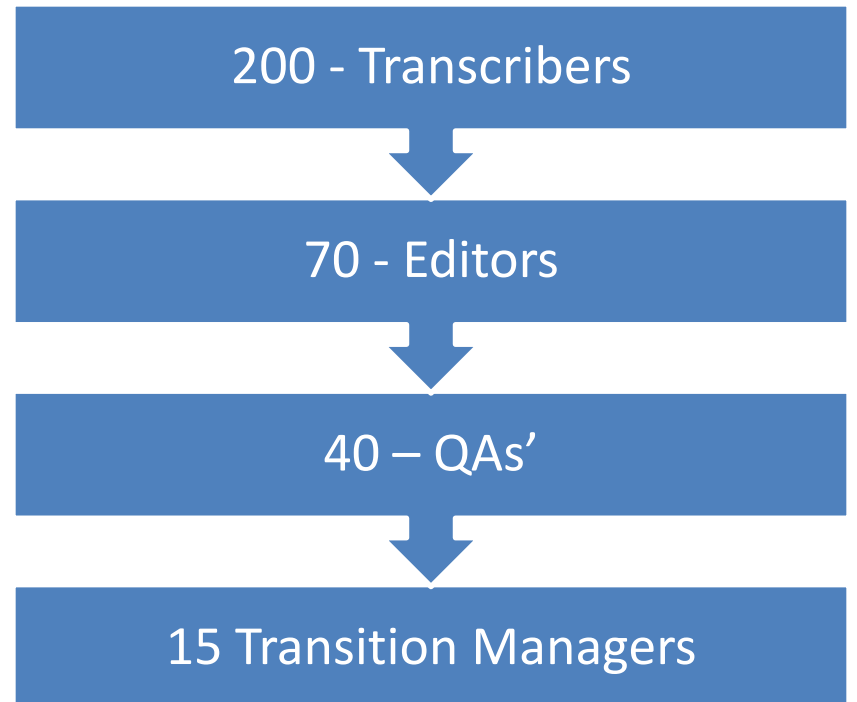 200 - Transcribers
70 - Editors
40 – QAs’
15 Transition Managers